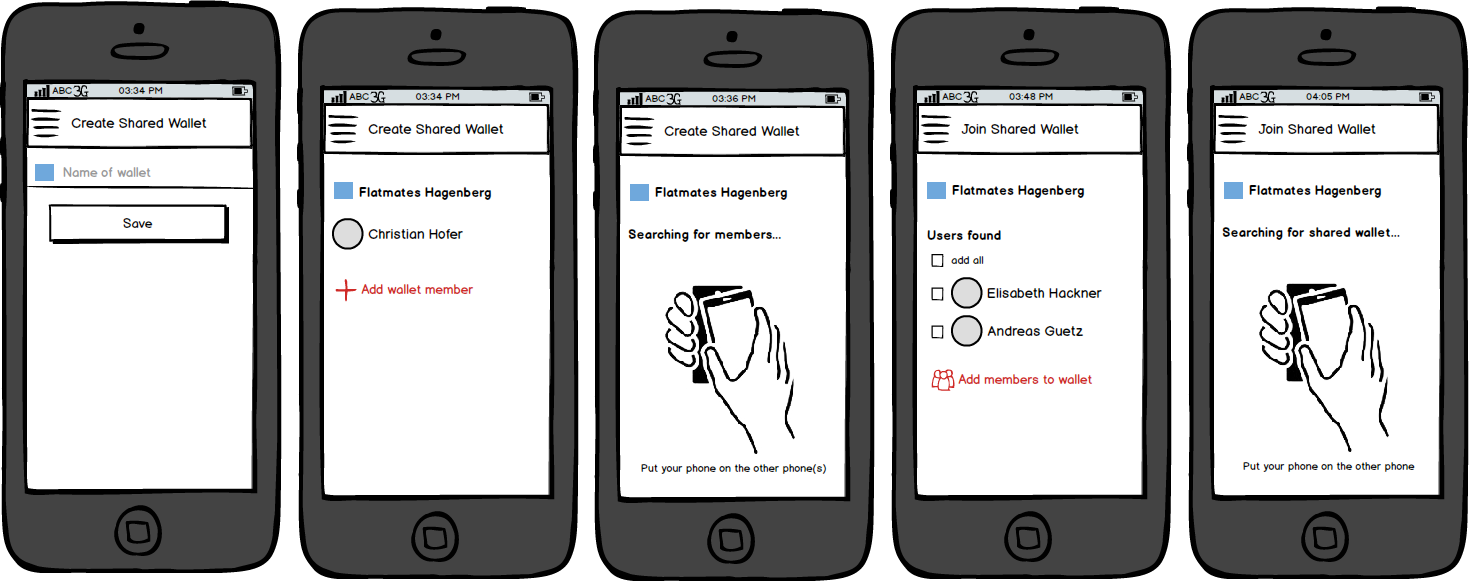 ABC 3G 03:34 PM
Create Shared Wallet
Name of wallet
Save
ABC 3G 03:34 PM
Create Shared Wallet
Flatmates Hagenberg
Christian Hofer
Add wallet member
ABC 3G 03:36 PM
Create Shared Wallet
Flatmates Hagenberg
Searching for members...
Put your phone on the other phone(s)
ABC 3G 03:48 PM
Join Shared Wallet
Flatmates Hagenberg
Users found
add all
Elisabeth Hackner
Andreas Guetz
Add members to wallet
ABC 3G 04:05 PM
Join Shared Wallet
Flatmates Hagenberg
Searching for shared wallet...
Put your phone on the other phone